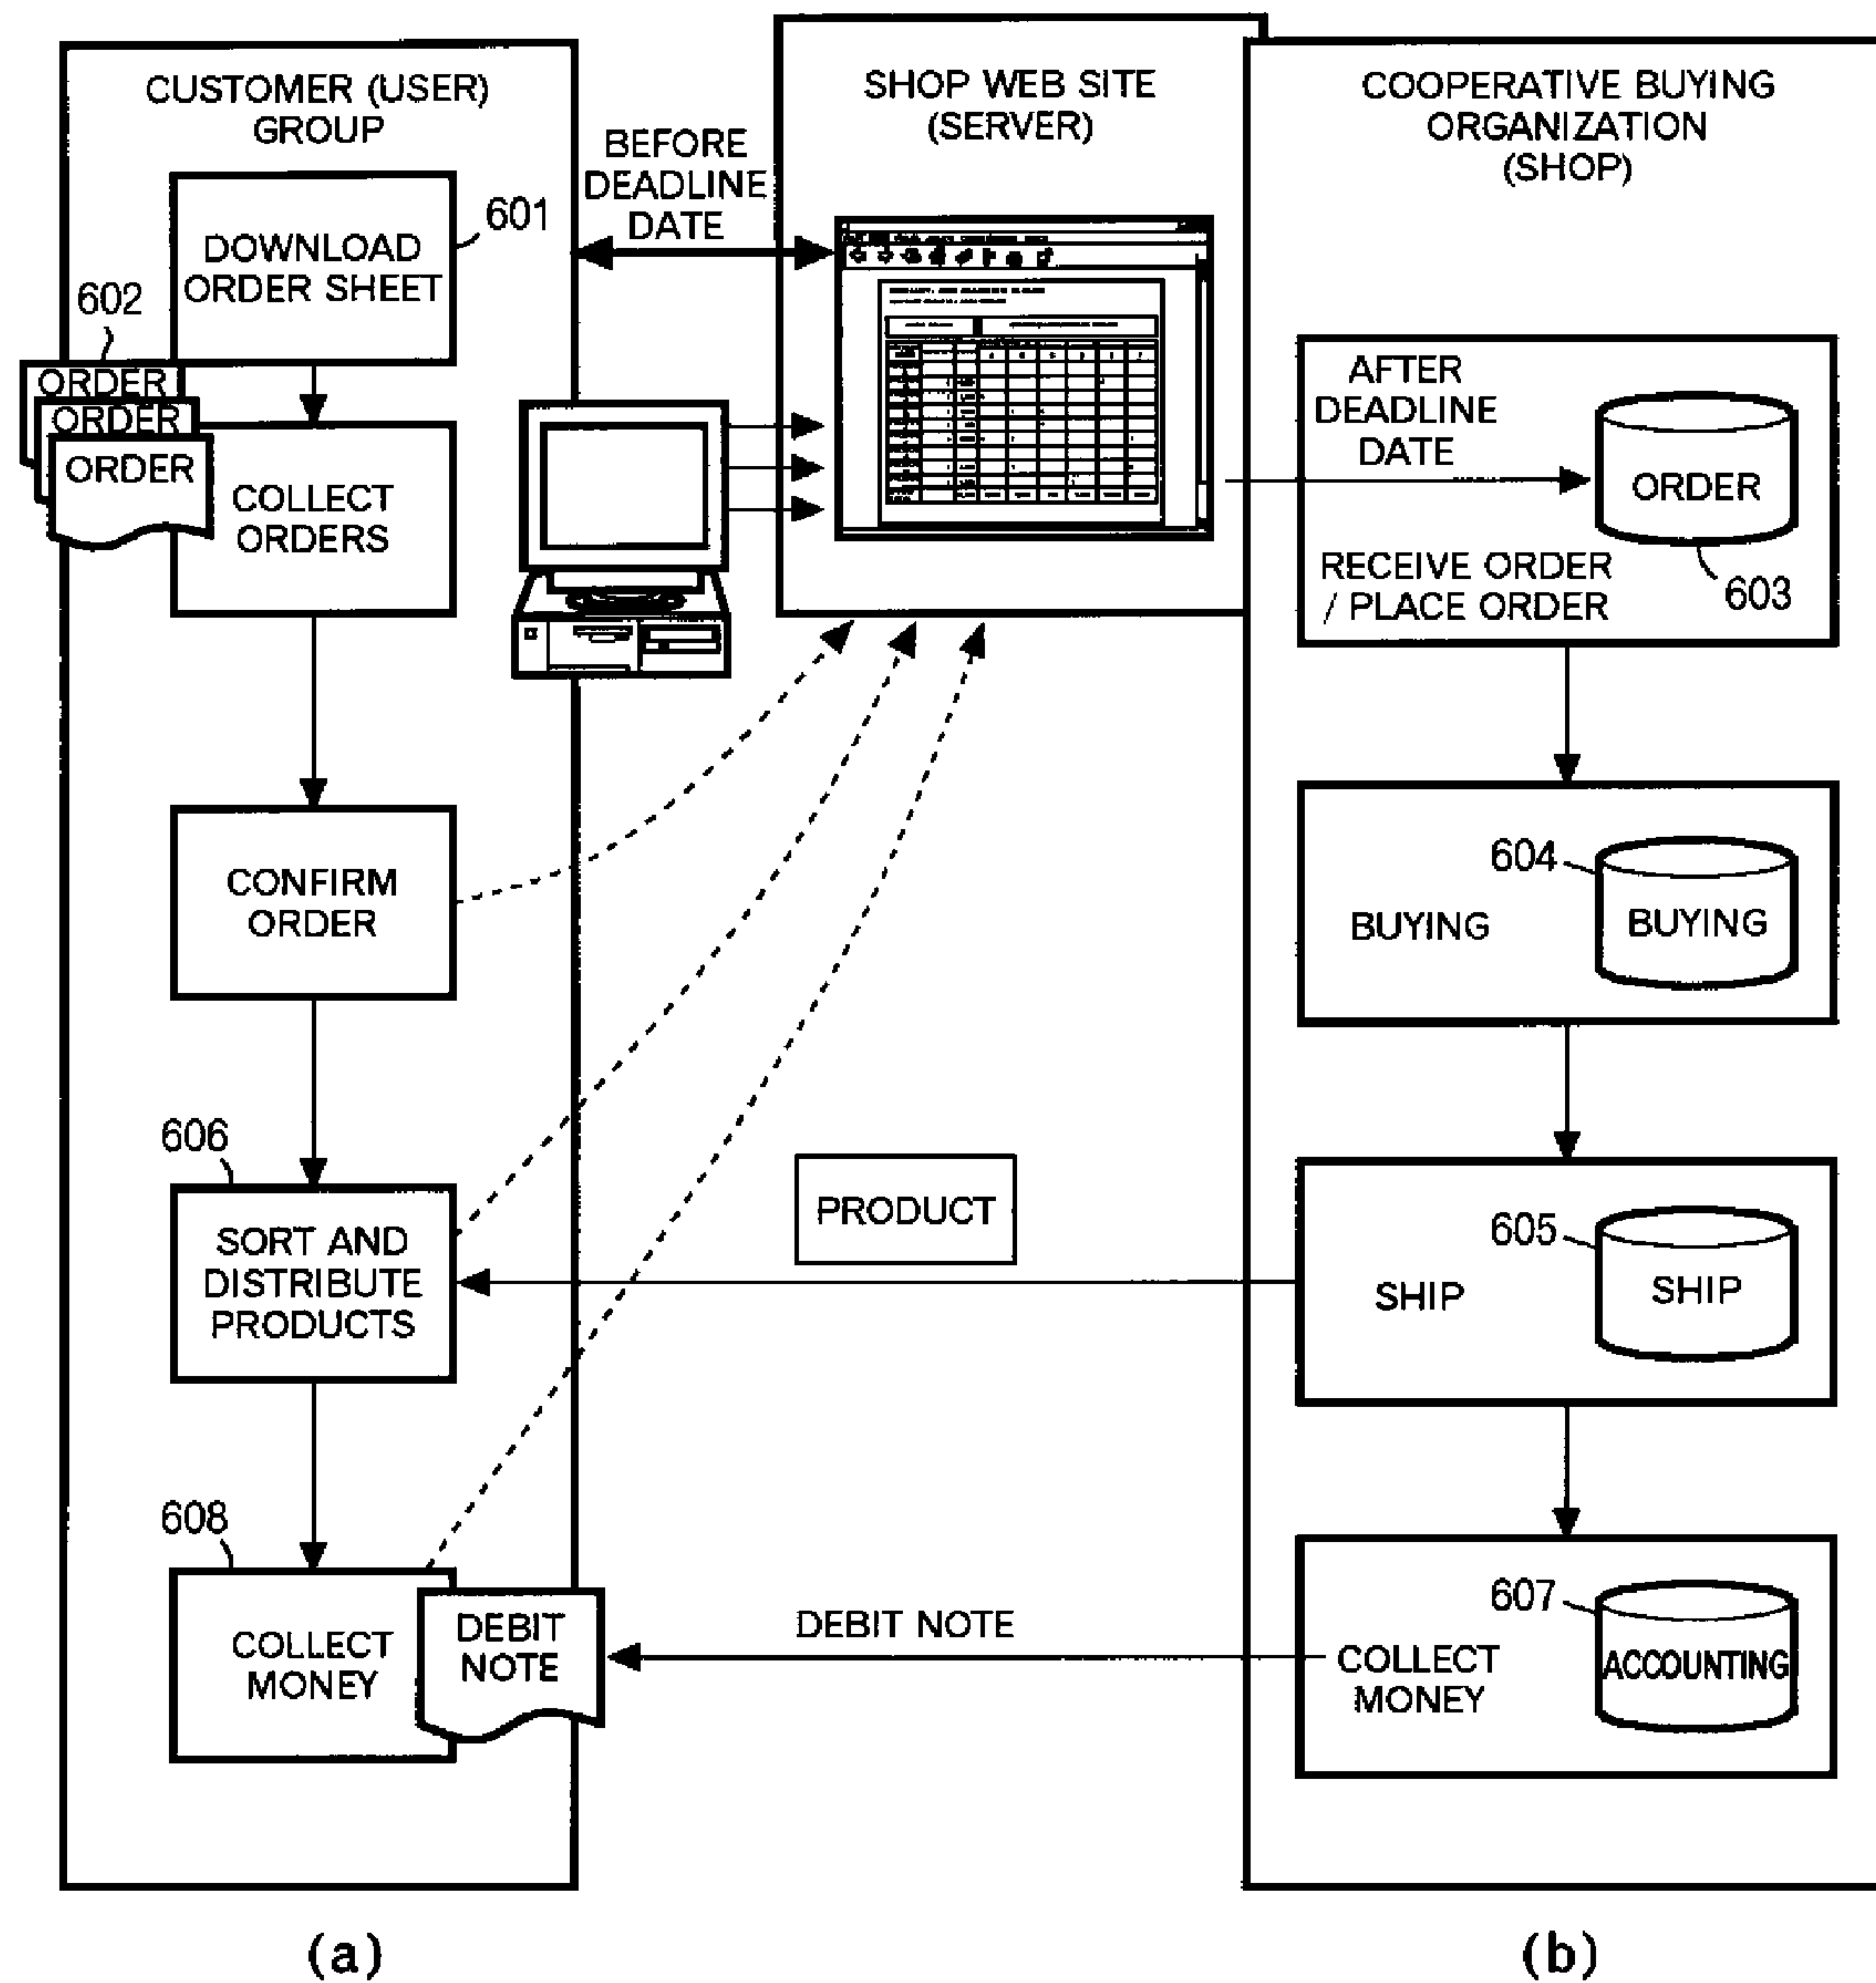 CUSTOMER (USER)
GROUP
DOWNLOAD
ORDER SHEET
601
602
ORDER
ORDER
ORDER
COLLECT
ORDERS
CONFIRM
ORDER
606
SORT AND
DISTRIBUTE
PRODUCTS
608
COLLECT
MONEY
DEBIT
NOTE
BEFORE
DEADLINE
DATE
SHOP WEB SITE
(SERVER)
PRODUCT
DEBIT NOTE
COOPERATIVE BUYING
ORGANIZATION
(SHOP)
AFTER
DEADLINE
DATE
ORDER
RECEIVE ORDER
/ PLACE ORDER
603
604
BUYING
BUYING
605
SHIP
SHIP
607
COLLECT
MONEY
ACCOUNTING
(a)
(b)